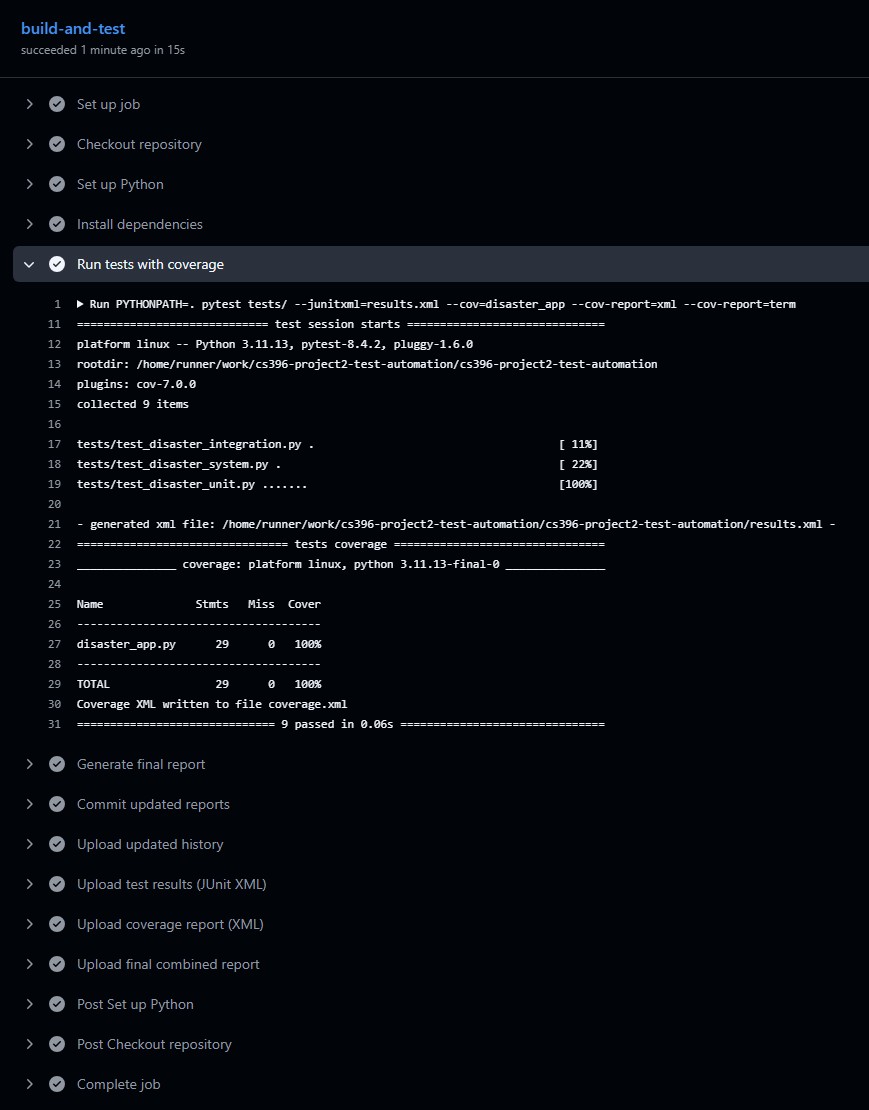 build-and-test
succeeded 1 minute ago in 15s
Set up job
Checkout repository
Set up Python
Install dependencies
Run tests with coverage
1 Run PYTHONPATH=. pytest tests/ --junitxml=results.xml --cov=disaster_app --cov-report=xml --cov-report=term
11 ============================= test session starts ==============================
12 platform linux -- Python 3.11.13, pytest-8.4.2, pluggy-1.6.0
13 rootdir: /home/runner/work/cs396-project2-test-automation/cs396-project2-test-automation
14 plugins: cov-7.0.0
15 collected 9 items
16
17 tests/test_disaster_integration.py . [ 11%]
18 tests/test_disaster_system.py . [ 22%]
19 tests/test_disaster_unit.py ....... [100%]
20
21 - generated xml file: /home/runner/work/cs396-project2-test-automation/cs396-project2-test-automation/results.xml -
22 ================================ tests coverage ================================
23 _______________ coverage: platform linux, python 3.11.13-final-0 _______________
24
25 Name Stmts Miss Cover
26 -------------------------------------
27 disaster_app.py 29 0 100%
28 -------------------------------------
29 TOTAL 29 0 100%
30 Coverage XML written to file coverage.xml
31 ============================== 9 passed in 0.06s ===============================
Generate final report
Commit updated reports
Upload updated history
Upload test results (JUnit XML)
Upload coverage report (XML)
Upload final combined report
Post Set up Python
Post Checkout repository
Complete job